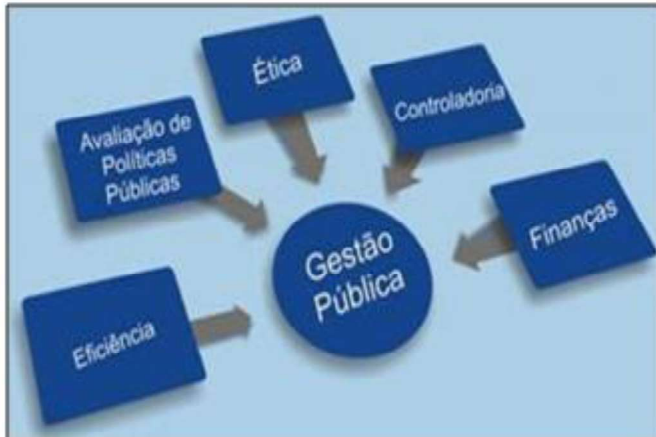 Ética
Controladoria
Avaliação de
Políticas
Públicas
Finanças
Gestão
Pública
Eficiência